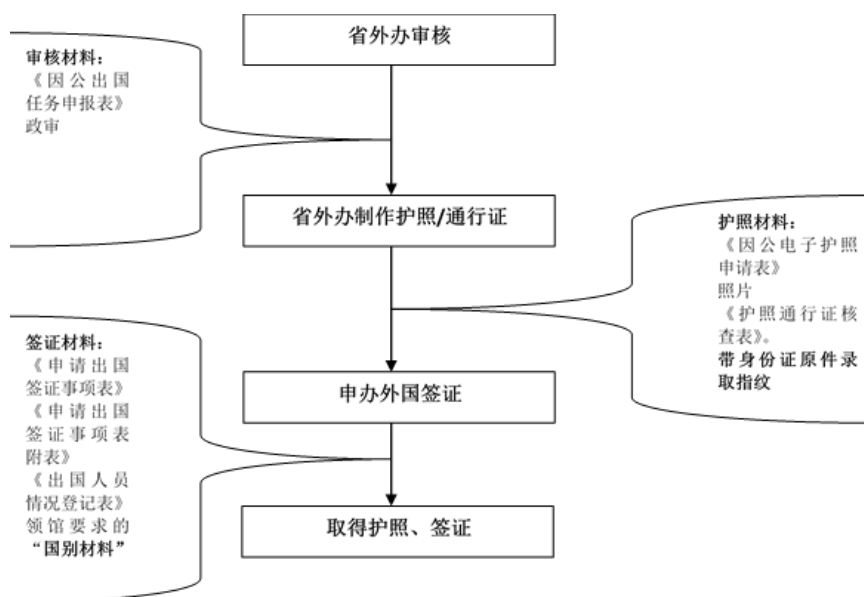 省外办审核
审核材料：
《因公出国
任务申报表》
政审
省外办制作护照/通行证
护照材料：
《因公电子护照
申请表》
照片
《护照通行证核
查表》。
带身份证原件录
取指纹
签证材料：
《申请出国
签证事项表》
《申请出国
签证事项表
附表》
《出国人员
情况登记表》
领馆要求的
“国别材料”
申办外国签证
取得护照、签证